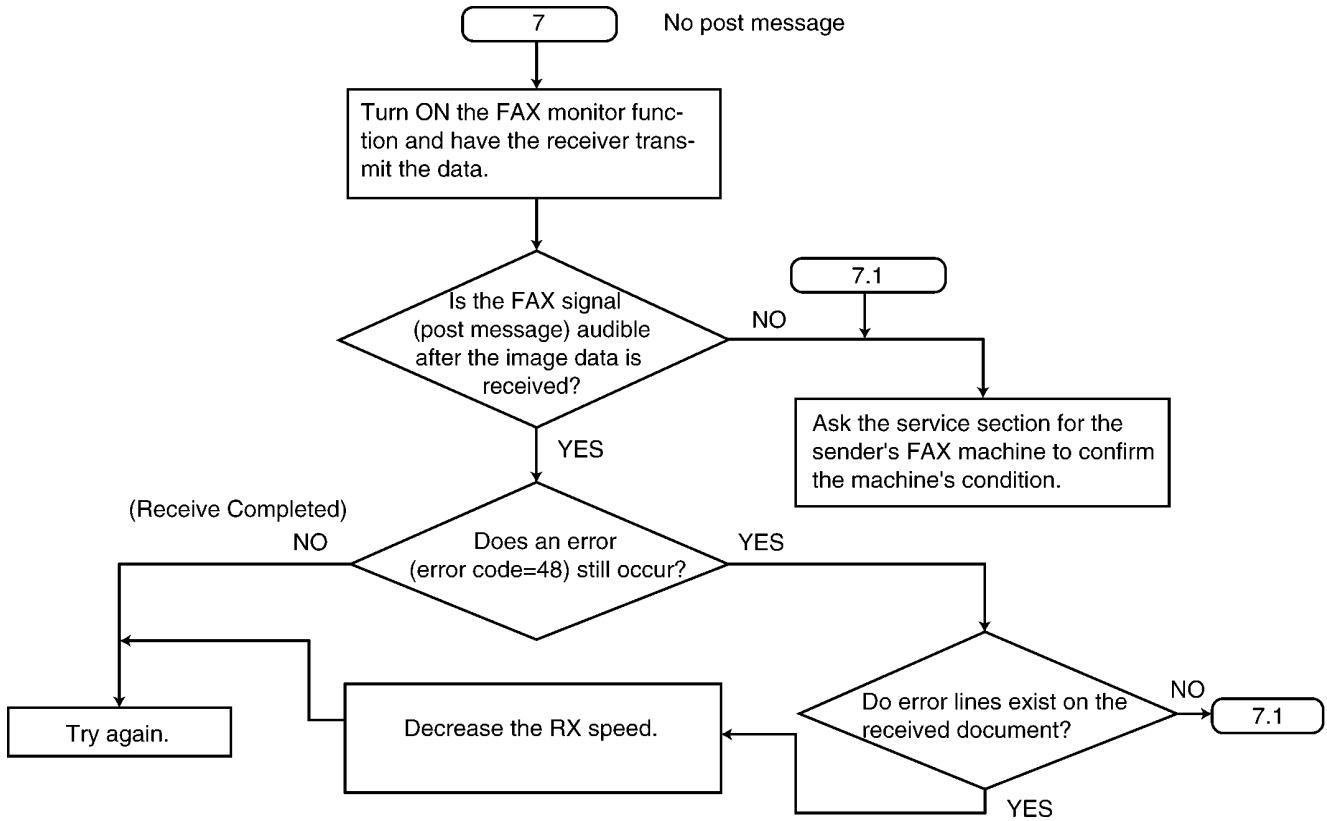 7
No post message
Turn ON the FAX monitor func-
tion and have the receiver trans-
mit the data.
7.1
Is the FAX signal
(post message) audible
after the image data is
received?
NO
Ask the service section for the
sender's FAX machine to confirm
the machine's condition.
YES
(Receive Completed)
NO
Does an error
(error code=48) still occur?
YES
Do error lines exist on the
received document?
NO
7.1
Decrease the RX speed.
Try again.
YES